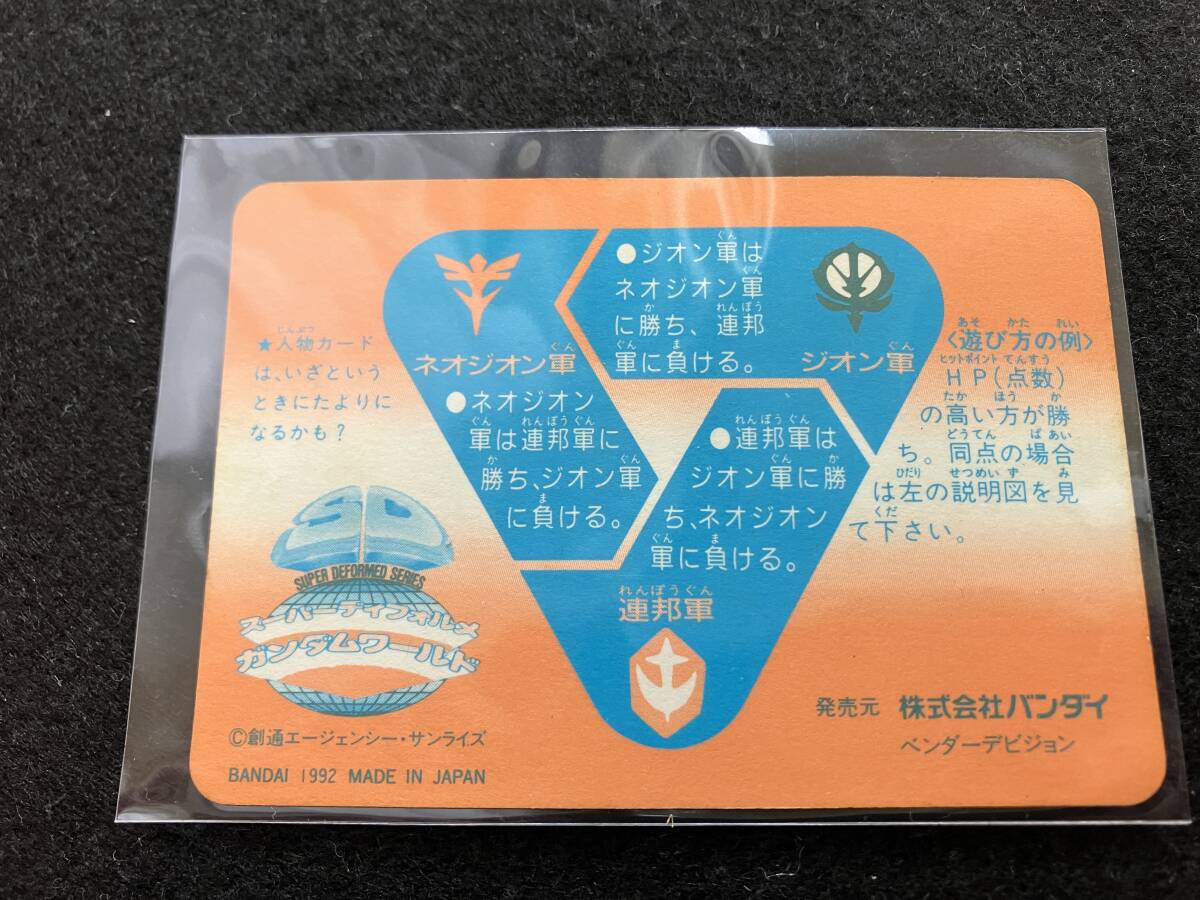 ★人物カード
は、いざという
ときにたよりに
なるかも？
ネオジオン軍
●ジオン軍は
ネオジオン軍
に勝ち、連邦
軍に負ける。
ジオン軍
●ネオジオン
軍は連邦軍に
勝ち、ジオン軍
に負ける。
●連邦軍は
ジオン軍に勝
ち、ネオジオン
軍に負ける。
連邦軍
〈遊び方の例〉
HP(点数)
の高い方が勝
ち。同点の場合
は左の説明図を見
て下さい。
SUPER DEFORMED SERIES
スーパーディフォルメ
ガンダムワールド
©創通エージェンシー・サンライズ
BANDAI 1992 MADE IN JAPAN
発売元 株式会社バンダイ
ベンダーデビジョン